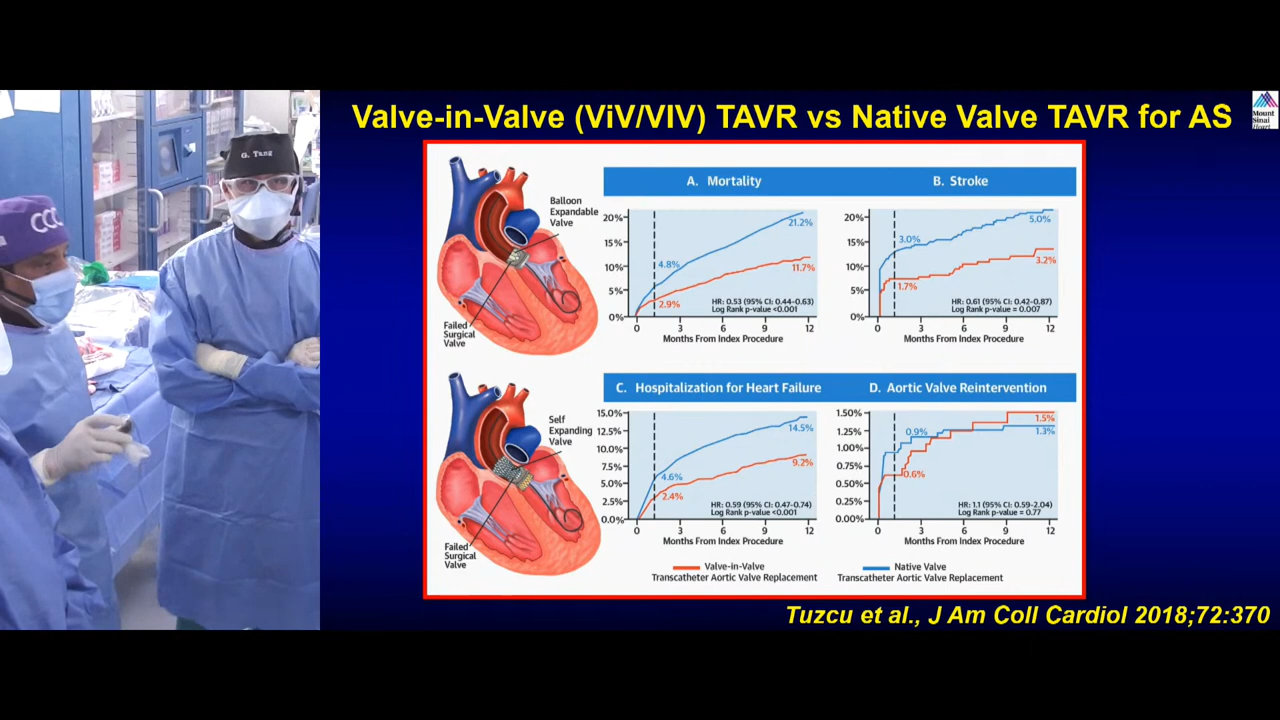 Valve-in-Valve (ViV/VIV) TAVR vs Native Valve TAVR for AS
Mount
Sinai
Heart
G. Tang
CCC
Balloon
Expandable
Valve
Failed
Surgical
Valve
A. Mortality
20%
15%
10%
5%
0%
21.2%
4.8%
11.7%
2.9%
HR: 0.53 (95% CI: 0.44-0.63)
Log Rank p-value <0.001
0 3 6 9 12
Months From Index Procedure
B. Stroke
20%
15%
10%
5%
0%
5.0%
3.0%
3.2%
1.7%
HR: 0.61 (95% CI: 0.42-0.87)
Log Rank p-value = 0.007
0 3 6 9 12
Months From Index Procedure
Self
Expanding
Valve
Failed
Surgical
Valve
C. Hospitalization for Heart Failure
15.0%
12.5%
10.0%
7.5%
5.0%
2.5%
0.0%
14.5%
4.6%
9.2%
2.4%
HR: 0.59 (95% CI: 0.47-0.74)
Log Rank p-value <0.001
0 3 6 9 12
Months From Index Procedure
D. Aortic Valve Reintervention
1.50%
1.25%
1.00%
0.75%
0.50%
0.25%
0.00%
1.5%
0.9%
1.3%
0.6%
HR: 1.1 (95% CI: 0.59-2.04)
Log Rank p-value = 0.77
0 3 6 9 12
Months From Index Procedure
Valve-in-Valve
Transcatheter Aortic Valve Replacement
Native Valve
Transcatheter Aortic Valve Replacement
Tuzcu et al., J Am Coll Cardiol 2018;72:370